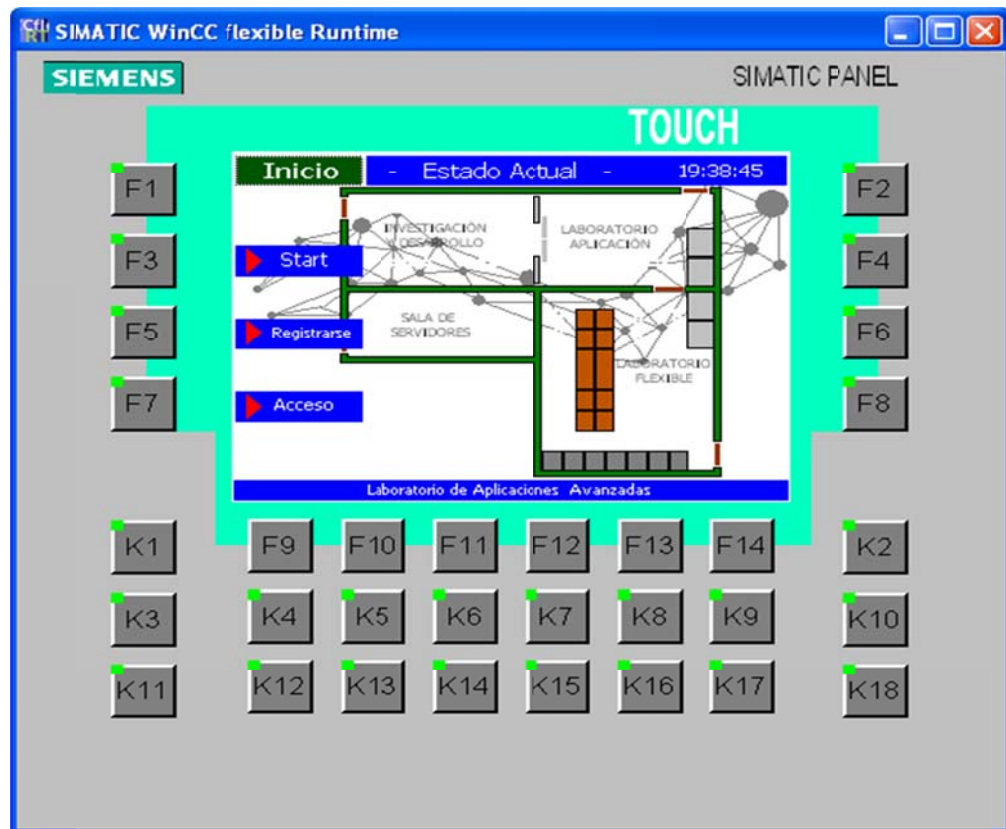 SIMATIC WinCC flexible Runtime
SIEMENS
SIMATIC PANEL
TOUCH
Inicio - Estado Actual - 19:38:45
F1
F2
INVESTIGACIÓN
Y DESARROLLO
LABORATORIO
APLICACIÓN
F3
Start
F4
SALA DE
SERVIDORES
F5
Registrarse
F6
LABORATORIO
FLEXIBLE
F7
Acceso
F8
Laboratorio de Aplicaciones Avanzadas
K1 F9 F10 F11 F12 F13 F14 K2
K3 K4 K5 K6 K7 K8 K9 K10
K11 K12 K13 K14 K15 K16 K17 K18